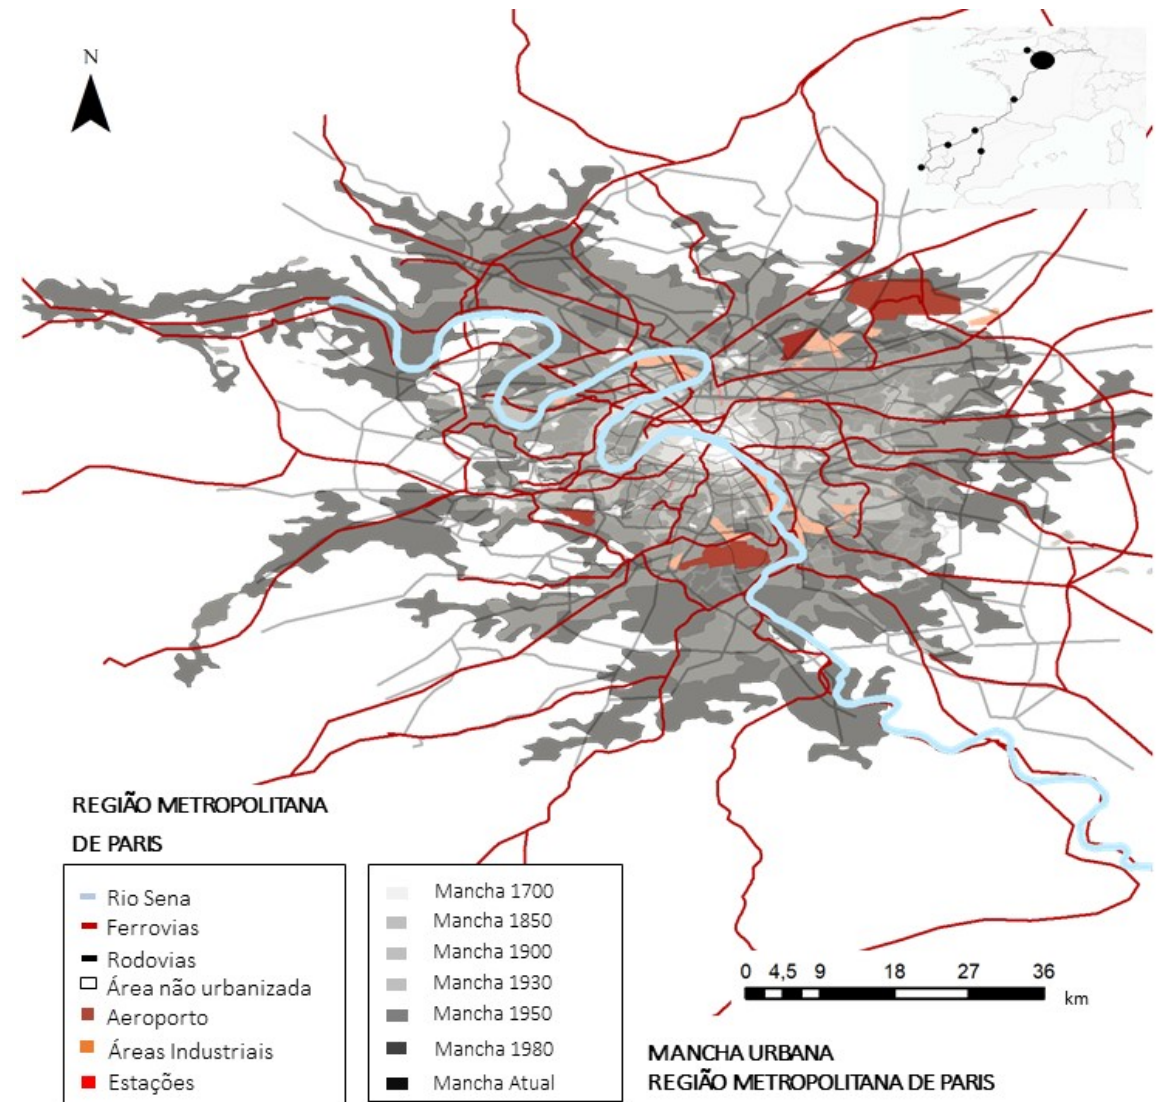 N
REGIÃO METROPOLITANA
DE PARIS
Rio Sena
Ferrovias
Rodovias
Área não urbanizada
Aeroporto
Áreas Industriais
Estações
Mancha 1700
Mancha 1850
Mancha 1900
Mancha 1930
Mancha 1950
Mancha 1980
Mancha Atual
0 4,5 9 18 27 36
km
MANCHA URBANA
REGIÃO METROPOLITANA DE PARIS